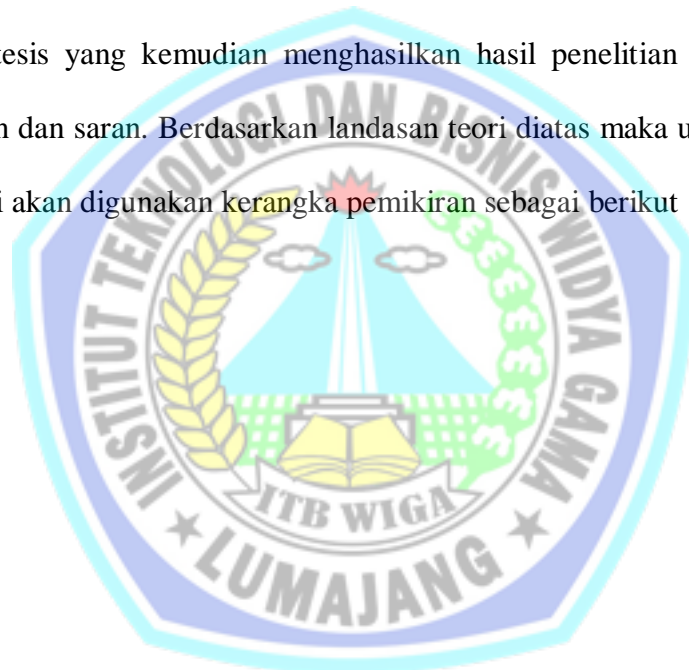 tesis yang kemudian menghasilkan hasil penelitian
n dan saran. Berdasarkan landasan teori diatas maka u
i akan digunakan kerangka pemikiran sebagai berikut
INSTITUT TEKNOLOGI DAN BISNIS WIDYA GAMA
ITB WIGA
LUMAJANG